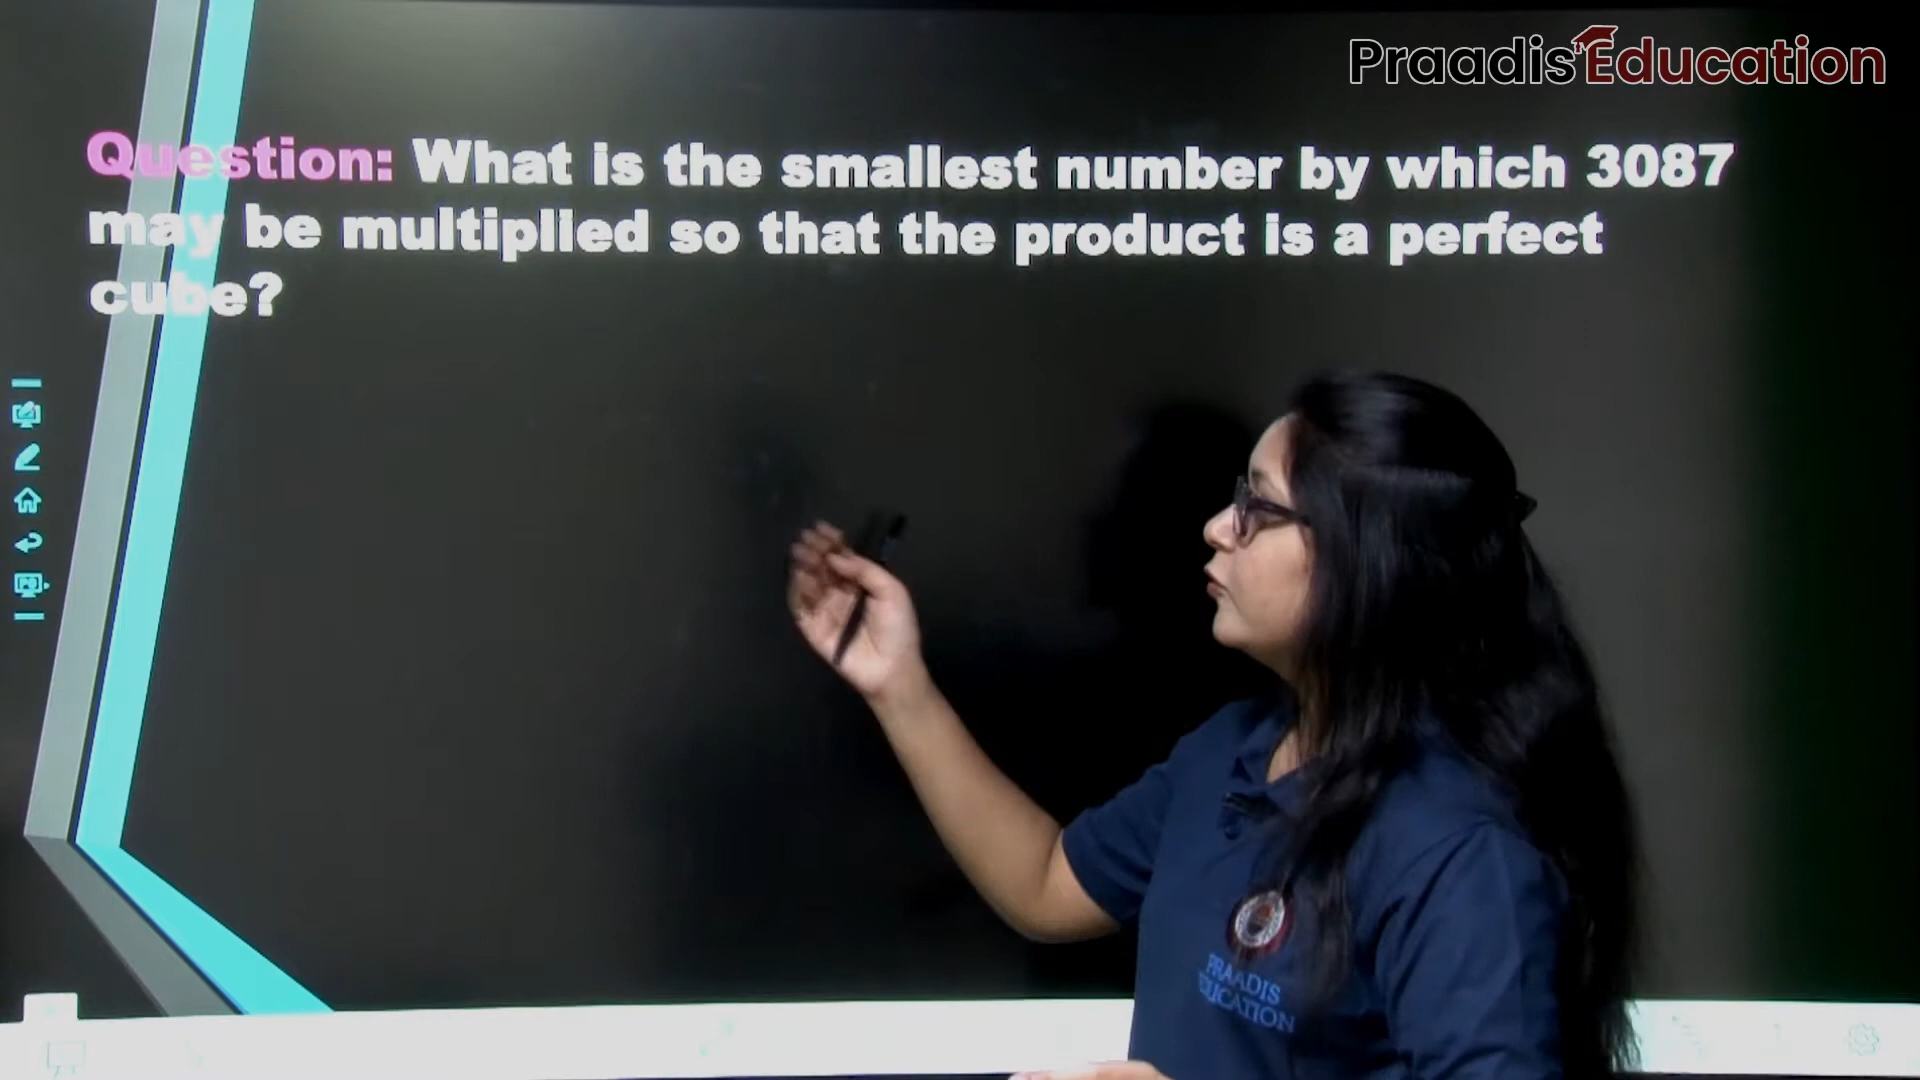 Praadis Education
Question: What is the smallest number by which 3087
may be multiplied so that the product is a perfect
cube?
PRAADIS
EDUCATION